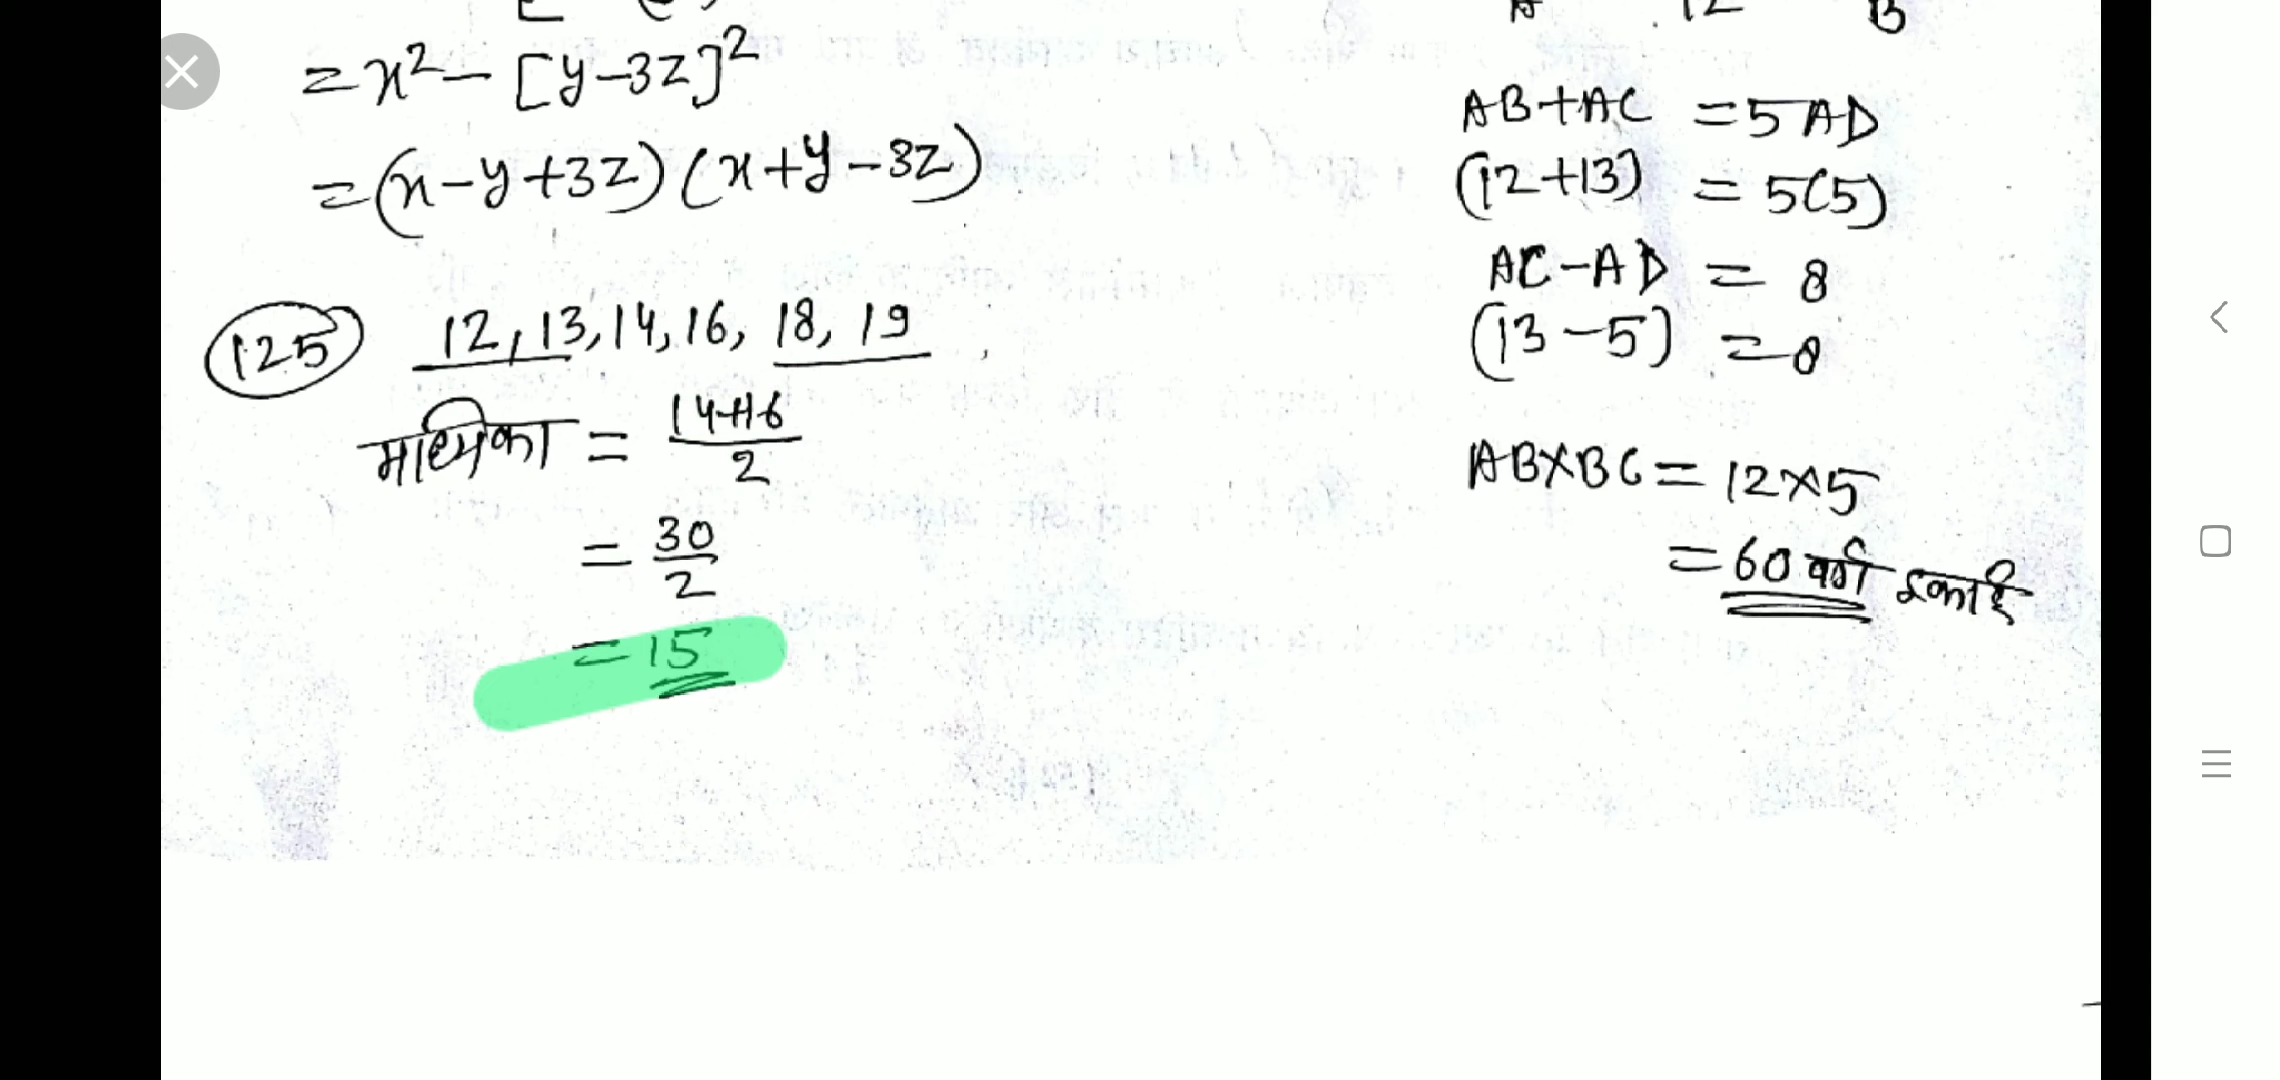 = x² − [y−3z]²
= (x−y+3z) (x+y−3z)
125 12, 13, 14, 16, 18, 19
माध्यिका = 14+16
2
= 30
2
= 15
12 B
AB+AC = 5AD
(12+13) = 5(5)
AC−AD = 8
(13−5) = 8
AB×BC = 12×5
= 60 वर्ग इकाई